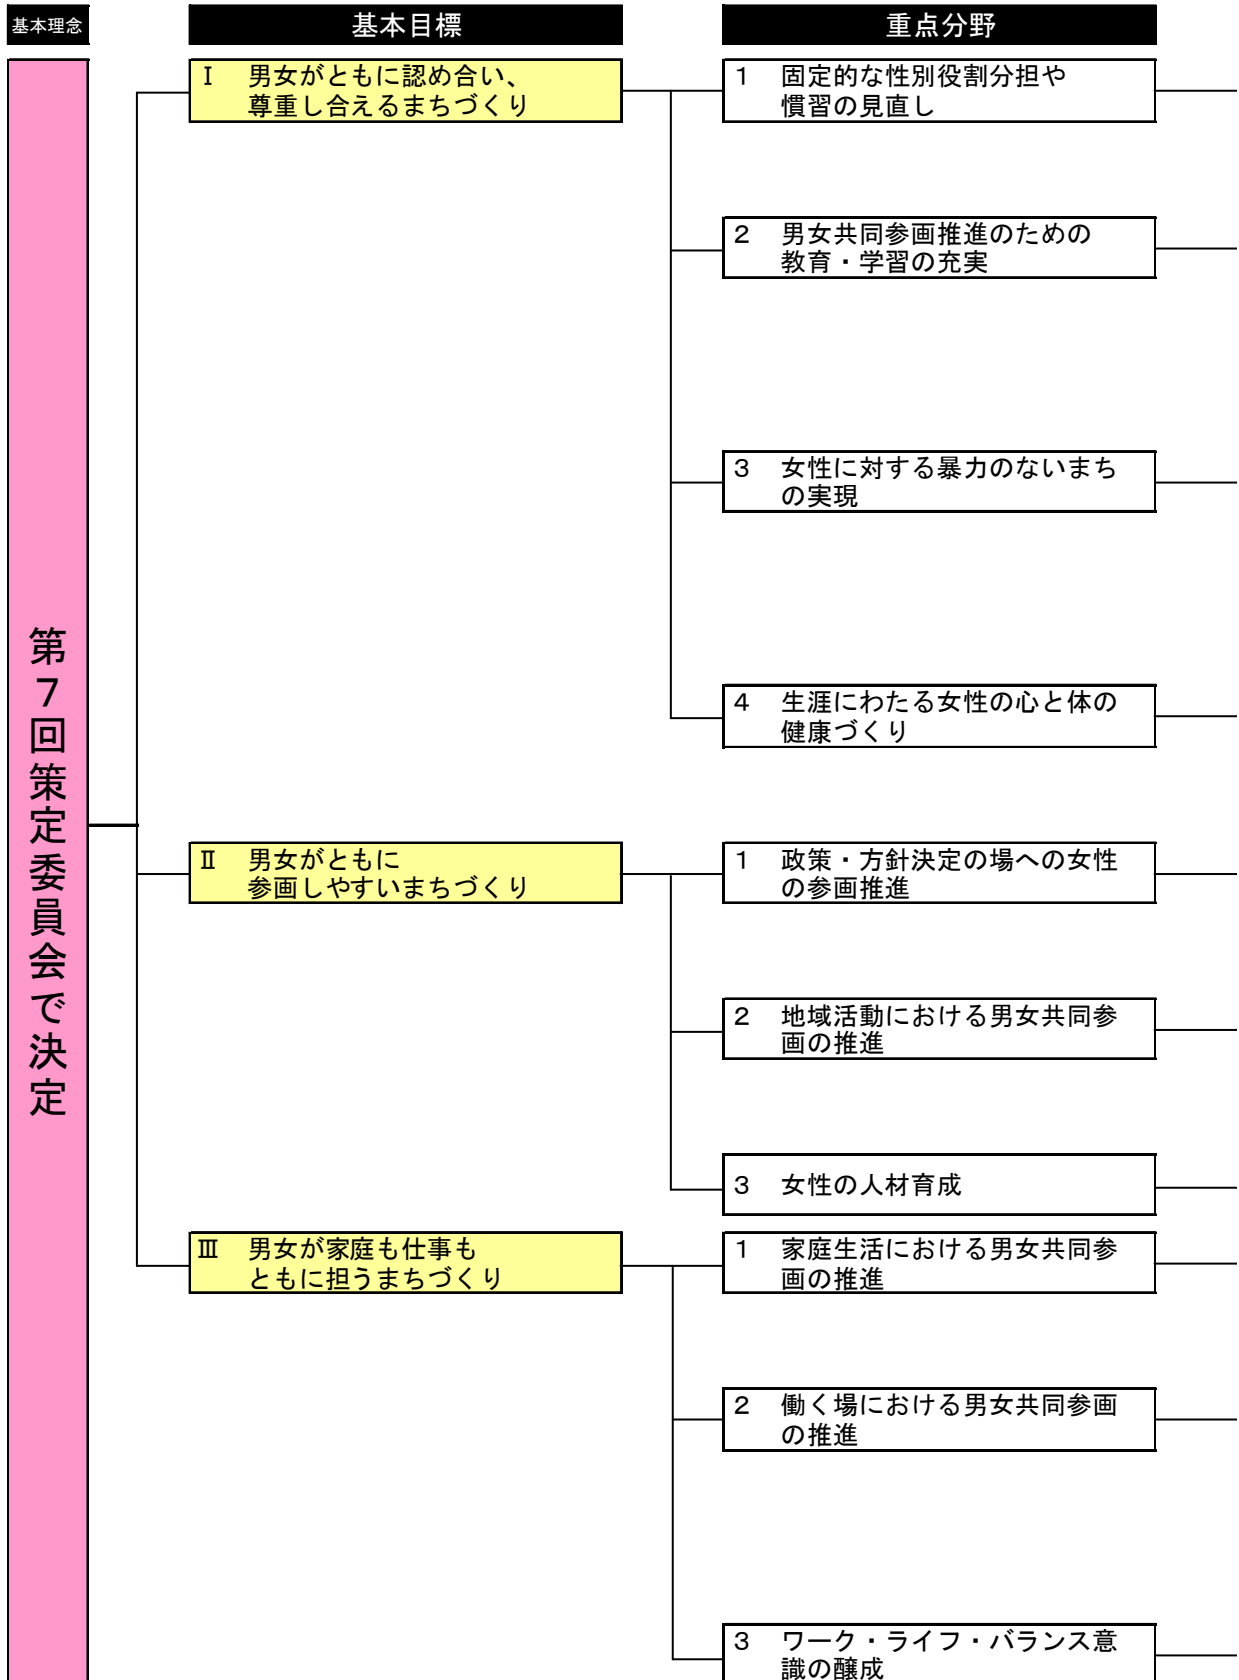 基本理念
基本目標
重点分野
第７回策定委員会で決定
Ⅰ 男女がともに認め合い、
尊重し合えるまちづくり
1 固定的な性別役割分担や
慣習の見直し
2 男女共同参画推進のための
教育・学習の充実
3 女性に対する暴力のないまち
の実現
4 生涯にわたる女性の心と体の
健康づくり
Ⅱ 男女がともに
参画しやすいまちづくり
1 政策・方針決定の場への女性
の参画推進
2 地域活動における男女共同参
画の推進
3 女性の人材育成
Ⅲ 男女が家庭も仕事も
ともに担うまちづくり
1 家庭生活における男女共同参
画の推進
2 働く場における男女共同参画
の推進
3 ワーク・ライフ・バランス意
識の醸成